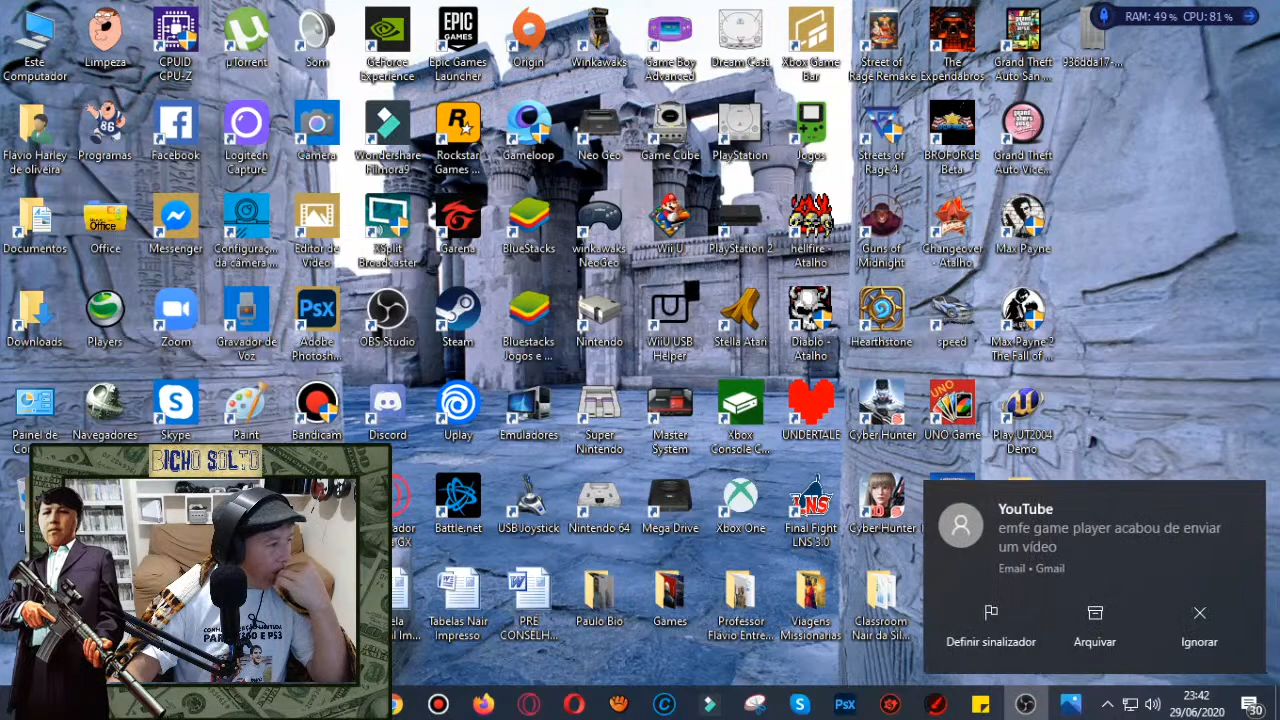 RAM: 49 % CPU: 81 %
Este Computador
Limpeza
CPUID CPU-Z
µTorrent
Som
GeForce Experience
Epic Games Launcher
Origin
Winkawaks
Game Boy Advanced
Dream Cast
Xbox Game Bar
Street of Rage Remake
The Expendabros
Grand Theft Auto San ...
936dda17-...
Flávio Harley de oliveira
Programas
Facebook
Logitech Capture
Câmera
Wondershare Filmora9
Rockstar Games ...
Gameloop
Neo Geo
Game Cube
PlayStation
Jogos
Streets of Rage 4
BROFORCE Beta
Grand Theft Auto Vice...
Documentos
Office
Messenger
Configuraç... da câmera ...
Editor de Vídeo
XSplit Broadcaster
Garena
BlueStacks
winkawaks NeoGeo
Wii U
PlayStation 2
hellfire - Atalho
Guns of Midnight
Changeover - Atalho
Max Payne
Downloads
Players
Zoom
Gravador de Voz
Adobe Photosh...
OBS Studio
Steam
Bluestacks Jogos e ...
Nintendo
WiiU USB Helper
Stella Atari
Diablo - Atalho
Hearthstone
speed
Max Payne 2 The Fall of ...
Painel de
Navegadores
Skype
Paint
Bandicam
Discord
Uplay
Emuladores
Super Nintendo
Master System
Xbox Console C...
UNDERTALE
Cyber Hunter
UNO Game
Play UT2004 Demo
Battle.net
USBJoystick
Nintendo 64
Mega Drive
Xbox One
Final Fight LNS 3.0
Cyber Hunter
Tabelas Nair Impresso
PRE CONSELH...
Paulo Bio
Games
Professor Flávio Entre...
Viagens Missionarias
Classroom Nair da Sil...
BICHO SOLTO
YouTube
emfe game player acabou de enviar
um vídeo
Email • Gmail
Definir sinalizador
Arquivar
Ignorar
23:42
29/06/2020
30